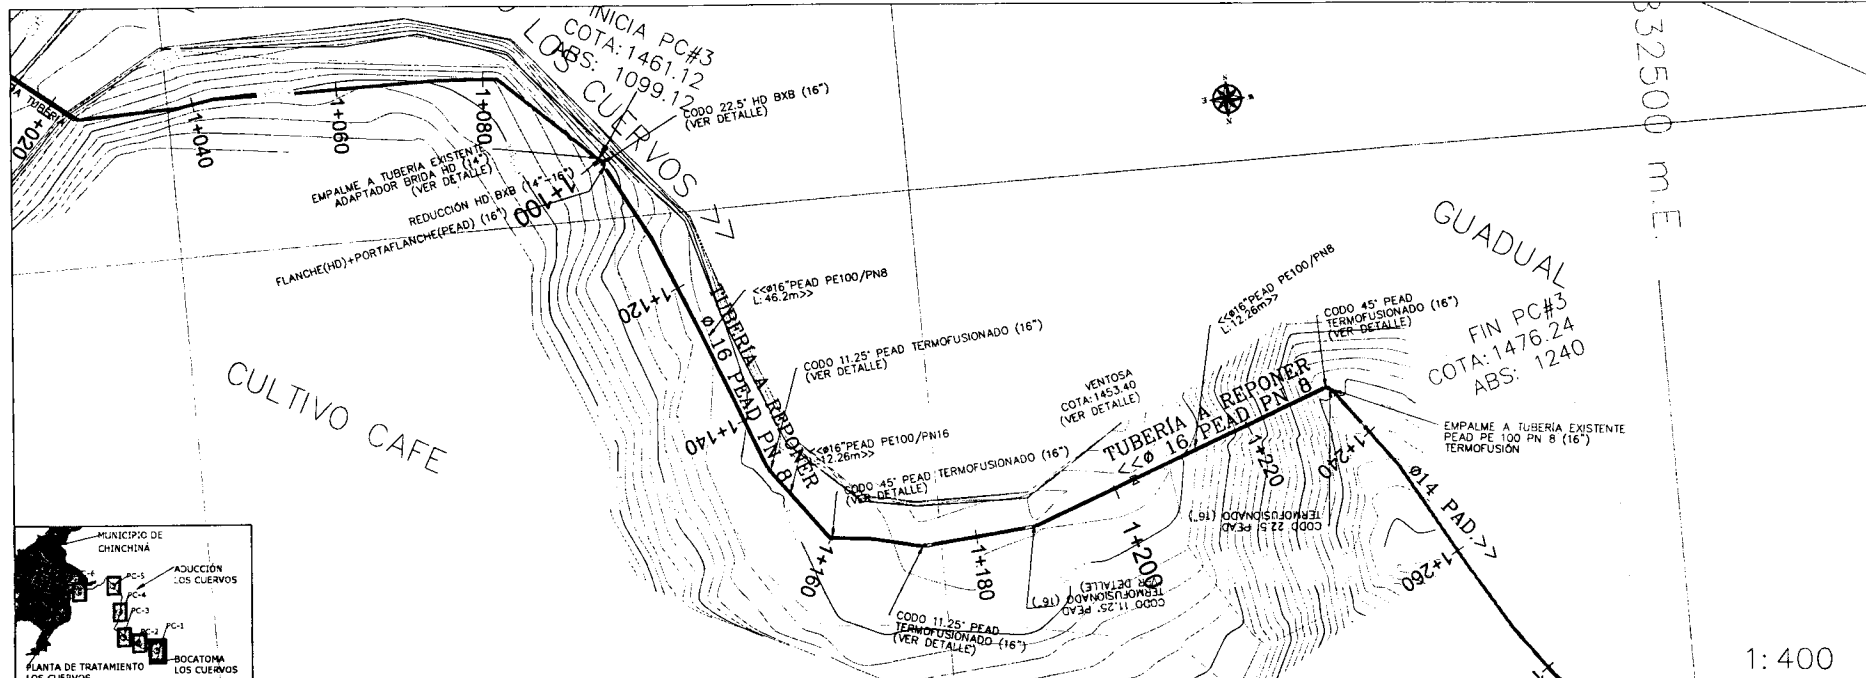 INICIA PC#3
COTA: 1461.12
ABS: 1099.12
LOS CUERVOS 77
CODO 22.5° HD BXB (16")
(VER DETALLE)
1+020
1+040
1+060
1+080
1+100
EMPALME A TUBERÍA EXISTENTE
ADAPTADOR BRIDA HD (14")
(VER DETALLE)
REDUCCIÓN HD BXB (14"-16")
FLANCHE(HD)+PORTAFLANCHE(PEAD) (16")
332500 m.E.
GUADUAL
FIN PC#3
COTA: 1476.24
ABS: 1240
CULTIVO CAFE
1+120
<<ø16"PEAD PE100/PN8
L: 46.2m>>
TUBERÍA A REPONER
ø 16 PEAD PN 8
CODO 11.25° PEAD TERMOFUSIONADO (16")
(VER DETALLE)
1+140
<<ø16"PEAD PE100/PN16
12.26m>>
CODO 45° PEAD TERMOFUSIONADO (16")
(VER DETALLE)
VENTOSA
COTA: 1453.40
(VER DETALLE)
<<ø16"PEAD PE100/PN8
L:12.26m>>
CODO 45° PEAD
TERMOFUSIONADO (16")
(VER DETALLE)
TUBERÍA A REPONER
<<ø 16 PEAD PN 8
EMPALME A TUBERÍA EXISTENTE
PEAD PE 100 PN 8 (16")
TERMOFUSIÓN
1+160
1+180
1+200
1+220
1+240
1+260
ø14 PAD.77
CODO 22.5° PEAD
TERMOFUSIONADO (16")
CODO 11.25° PEAD
TERMOFUSIONADO (16")
(VER DETALLE)
CODO 11.25° PEAD
TERMOFUSIONADO (16")
(VER DETALLE)
MUNICIPIO DE
CHINCHINÁ
ADUCCIÓN
LOS CUERVOS
PC-5
PC-4
PC-3
PC-2
PC-1
BOCATOMA
LOS CUERVOS
PLANTA DE TRATAMIENTO
LOS CUERVOS
1: 400